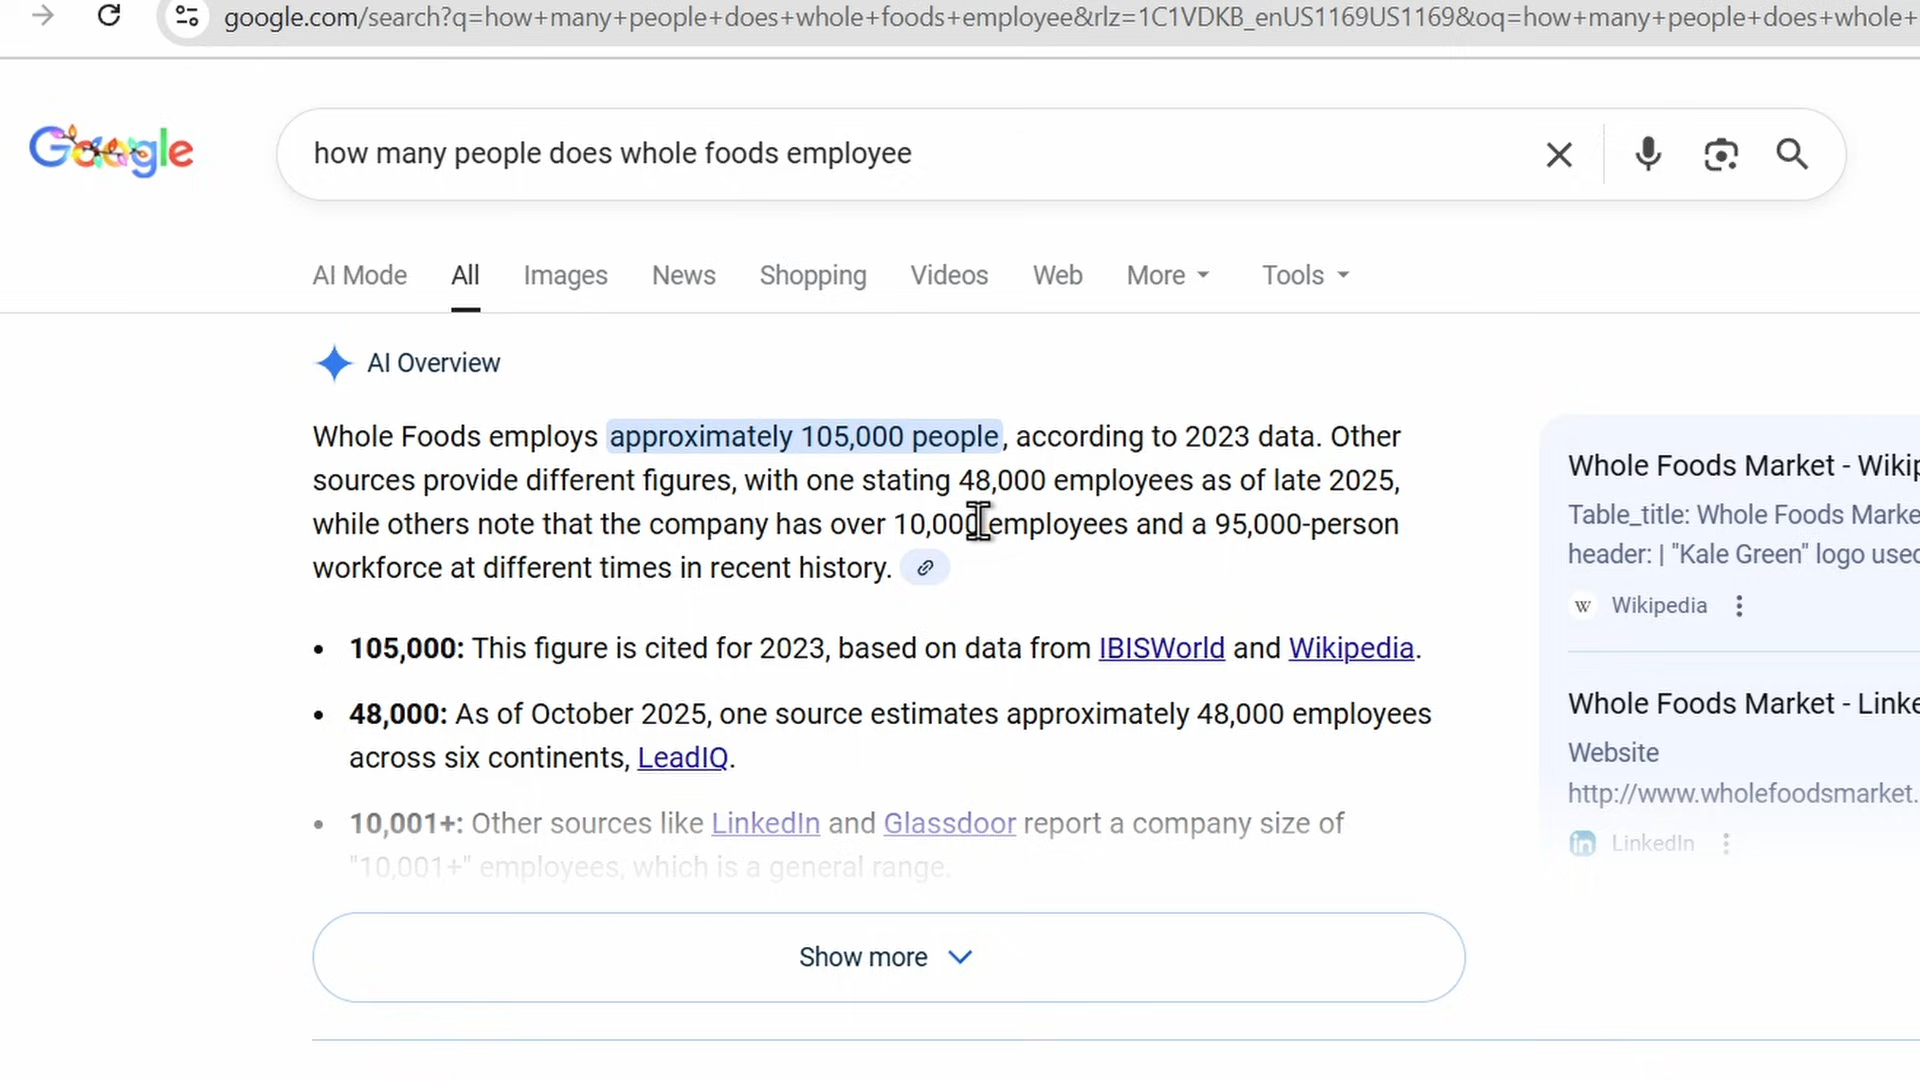 google.com/search?q=how+many+people+does+whole+foods+employee&rlz=1C1VDKB_enUS1169US1169&oq=how+many+people+does+whole+
Google
how many people does whole foods employee
AI Mode All Images News Shopping Videos Web More Tools
AI Overview
Whole Foods employs approximately 105,000 people, according to 2023 data. Other
sources provide different figures, with one stating 48,000 employees as of late 2025,
while others note that the company has over 10,000 employees and a 95,000-person
workforce at different times in recent history.
• 105,000: This figure is cited for 2023, based on data from IBISWorld and Wikipedia.
• 48,000: As of October 2025, one source estimates approximately 48,000 employees
across six continents, LeadIQ.
• 10,001+: Other sources like LinkedIn and Glassdoor report a company size of
"10,001+" employees, which is a general range.
Show more
Whole Foods Market - Wikip
Table_title: Whole Foods Marke
header: | "Kale Green" logo used
W Wikipedia
Whole Foods Market - Linke
Website
http://www.wholefoodsmarket.
in LinkedIn